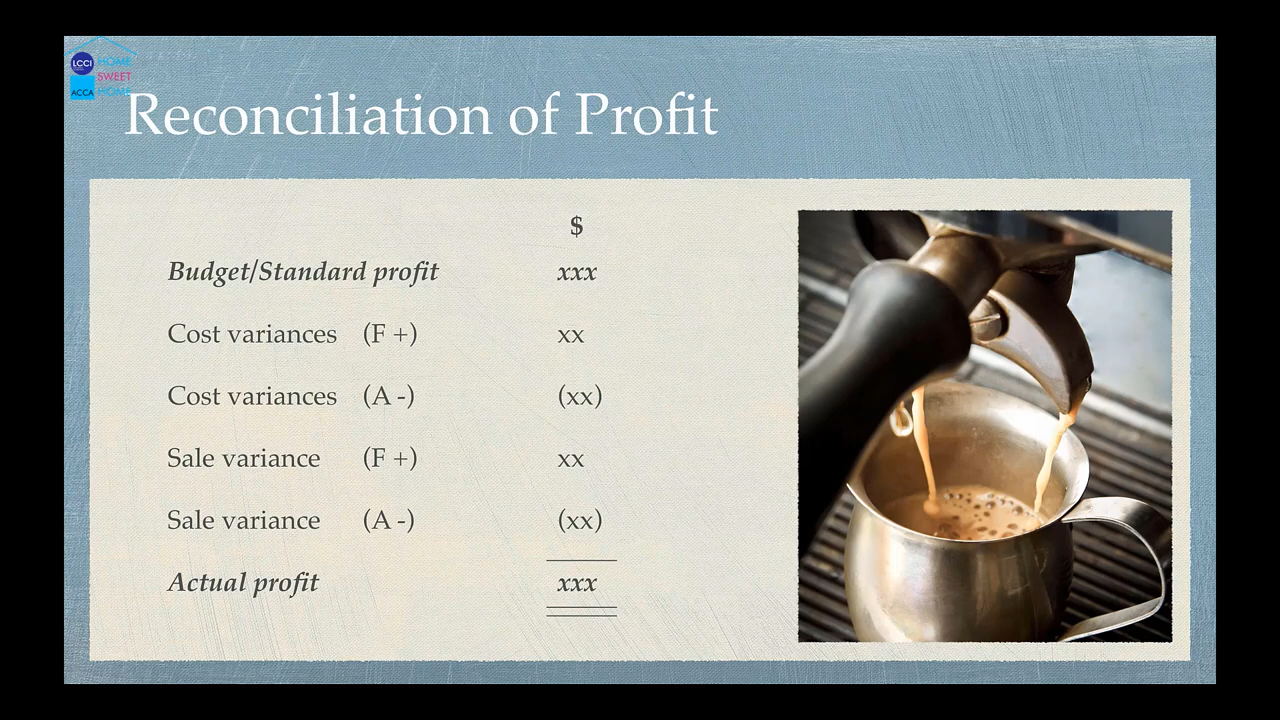 LCCI HOME
SWEET
ACCA HOME
Reconciliation of Profit
$
Budget/Standard profit xxx
Cost variances (F +) xx
Cost variances (A -) (xx)
Sale variance (F +) xx
Sale variance (A -) (xx)
Actual profit xxx